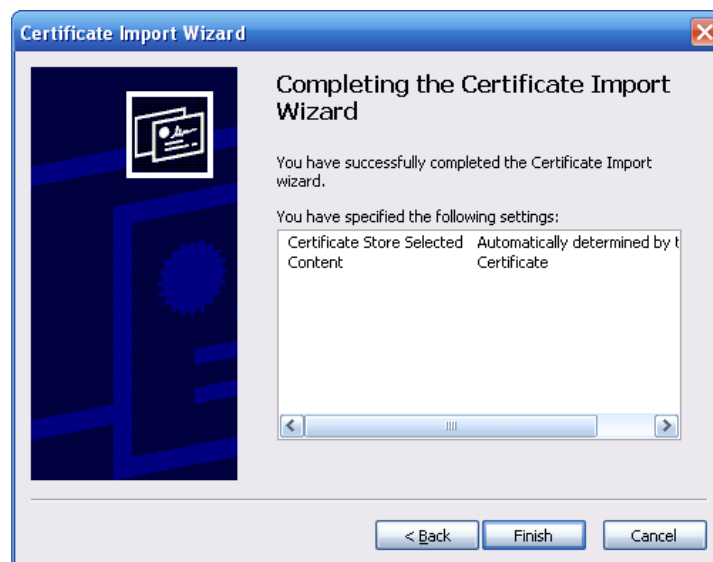 Certificate Import Wizard
Completing the Certificate Import
Wizard
You have successfully completed the Certificate Import
wizard.
You have specified the following settings:
Certificate Store Selected Automatically determined by t
Content Certificate
< Back Finish Cancel